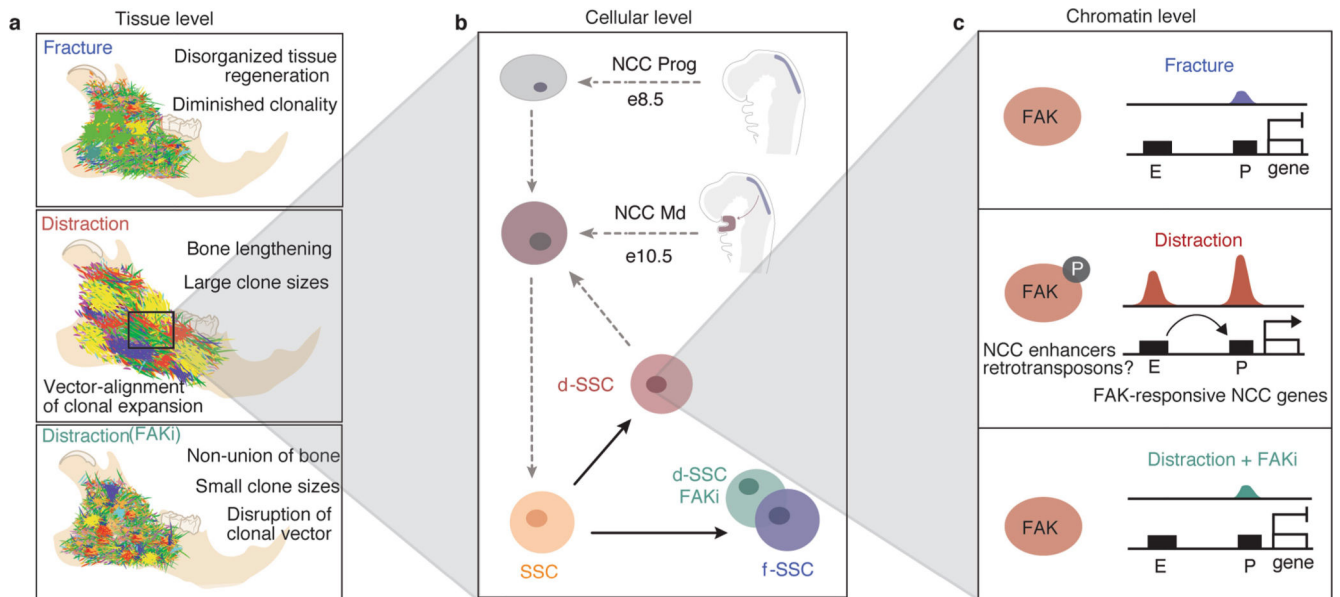 a
Tissue level
Fracture
Disorganized tissue
regeneration
Diminished clonality
Distraction
Bone lengthening
Large clone sizes
Vector-alignment
of clonal expansion
Distraction(FAKi)
Non-union of bone
Small clone sizes
Disruption of
clonal vector
b
Cellular level
NCC Prog
e8.5
NCC Md
e10.5
d-SSC
d-SSC
FAKi
SSC
f-SSC
c
Chromatin level
Fracture
FAK
E
P
gene
Distraction
FAK
P
NCC enhancers
retrotransposons?
E
P
FAK-responsive NCC genes
Distraction + FAKi
FAK
E
P
gene